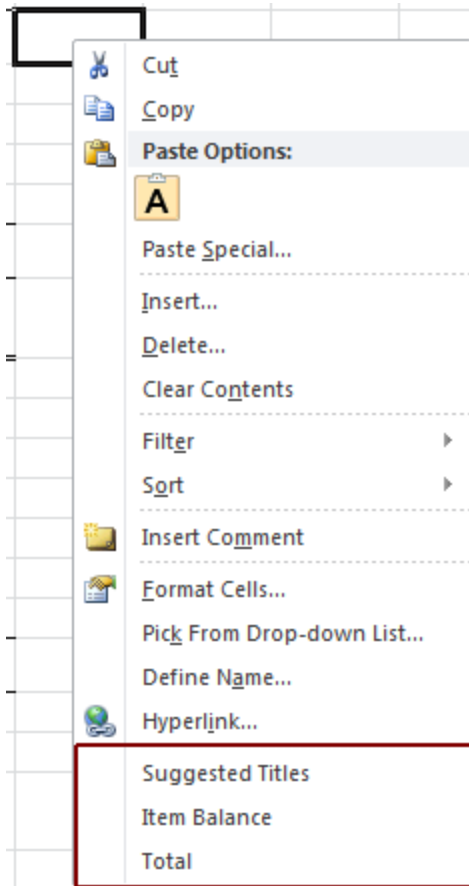 Cut
Copy
Paste Options:
A
Paste Special...
Insert...
Delete...
Clear Contents
Filter
Sort
Insert Comment
Format Cells...
Pick From Drop-down List...
Define Name...
Hyperlink...
Suggested Titles
Item Balance
Total